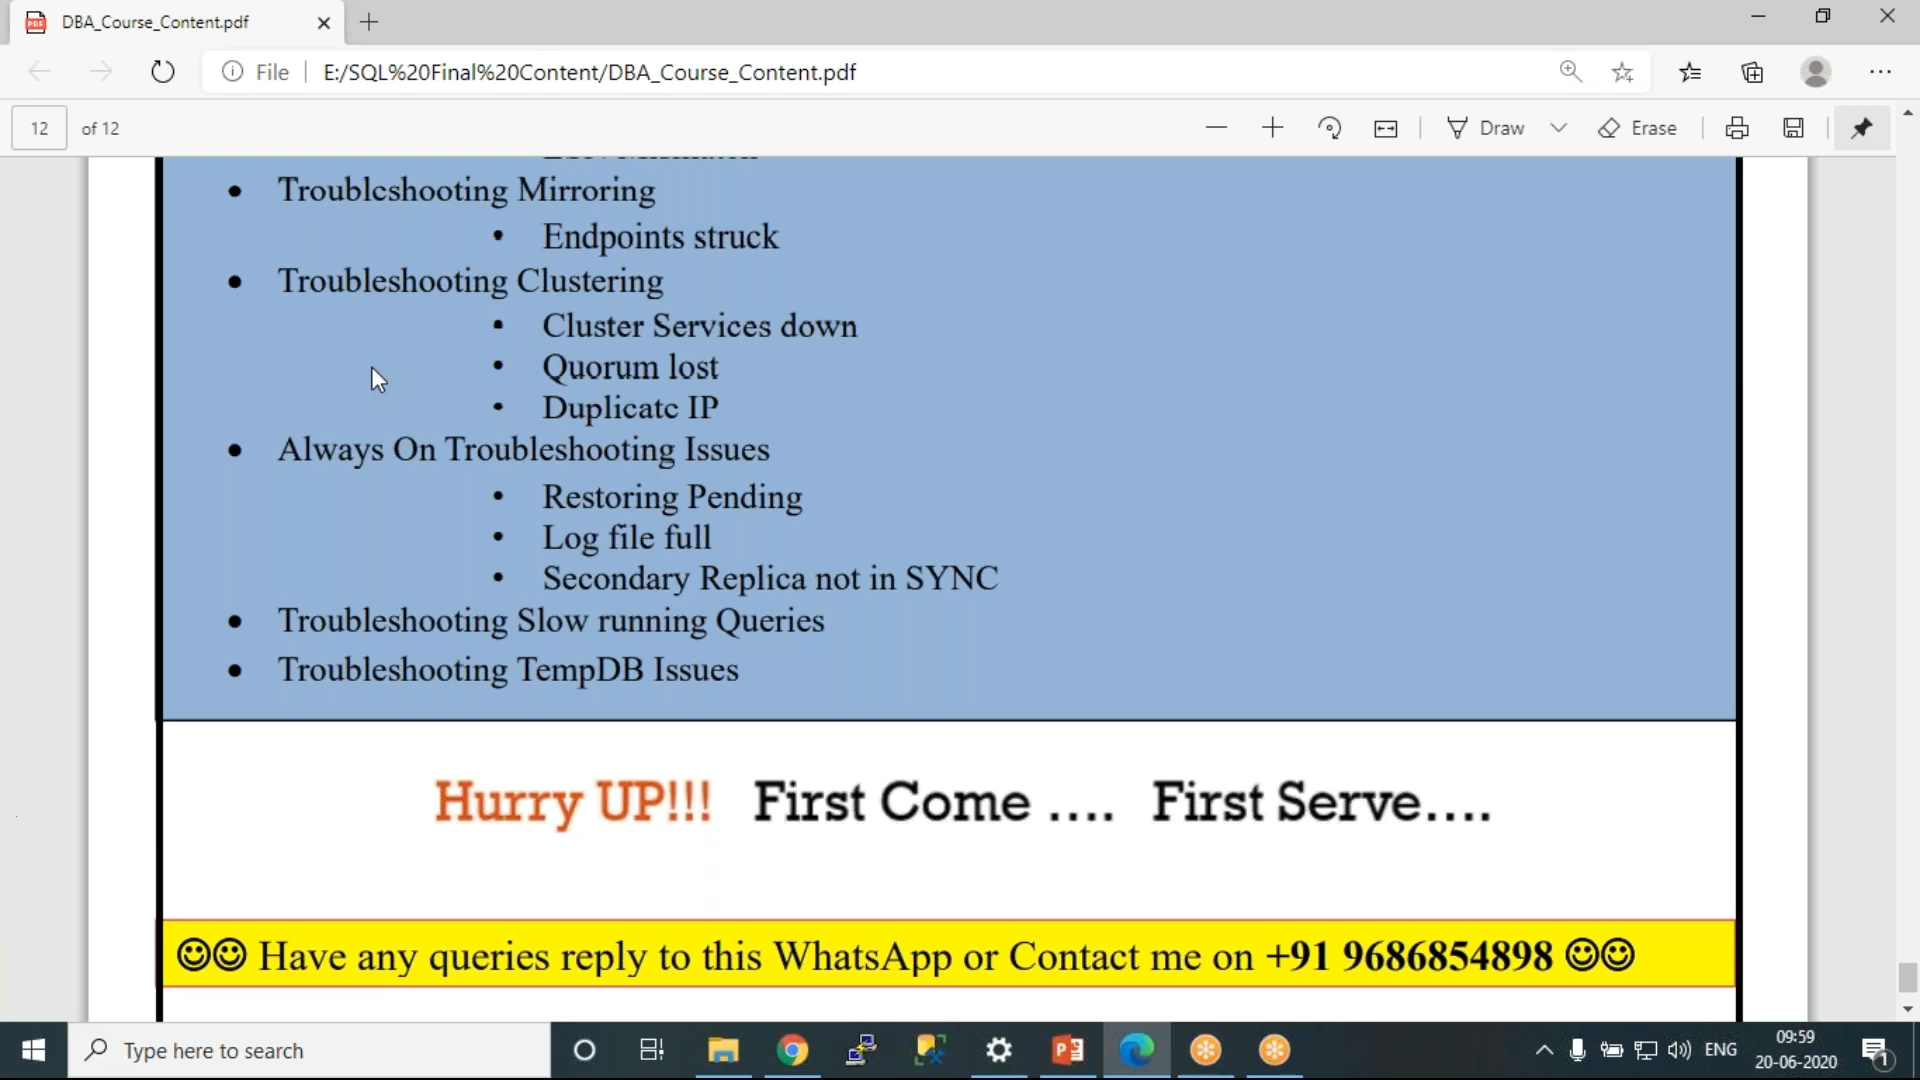 DBA_Course_Content.pdf
File
E:/SQL%20Final%20Content/DBA_Course_Content.pdf
12 of 12
Draw
Erase
Troubleshooting Mirroring
Endpoints struck
Troubleshooting Clustering
Cluster Services down
Quorum lost
Duplicate IP
Always On Troubleshooting Issues
Restoring Pending
Log file full
Secondary Replica not in SYNC
Troubleshooting Slow running Queries
Troubleshooting TempDB Issues
Hurry UP!!! First Come .... First Serve....
☺☺ Have any queries reply to this WhatsApp or Contact me on +91 9686854898 ☺☺
Type here to search
ENG
09:59
20-06-2020
1